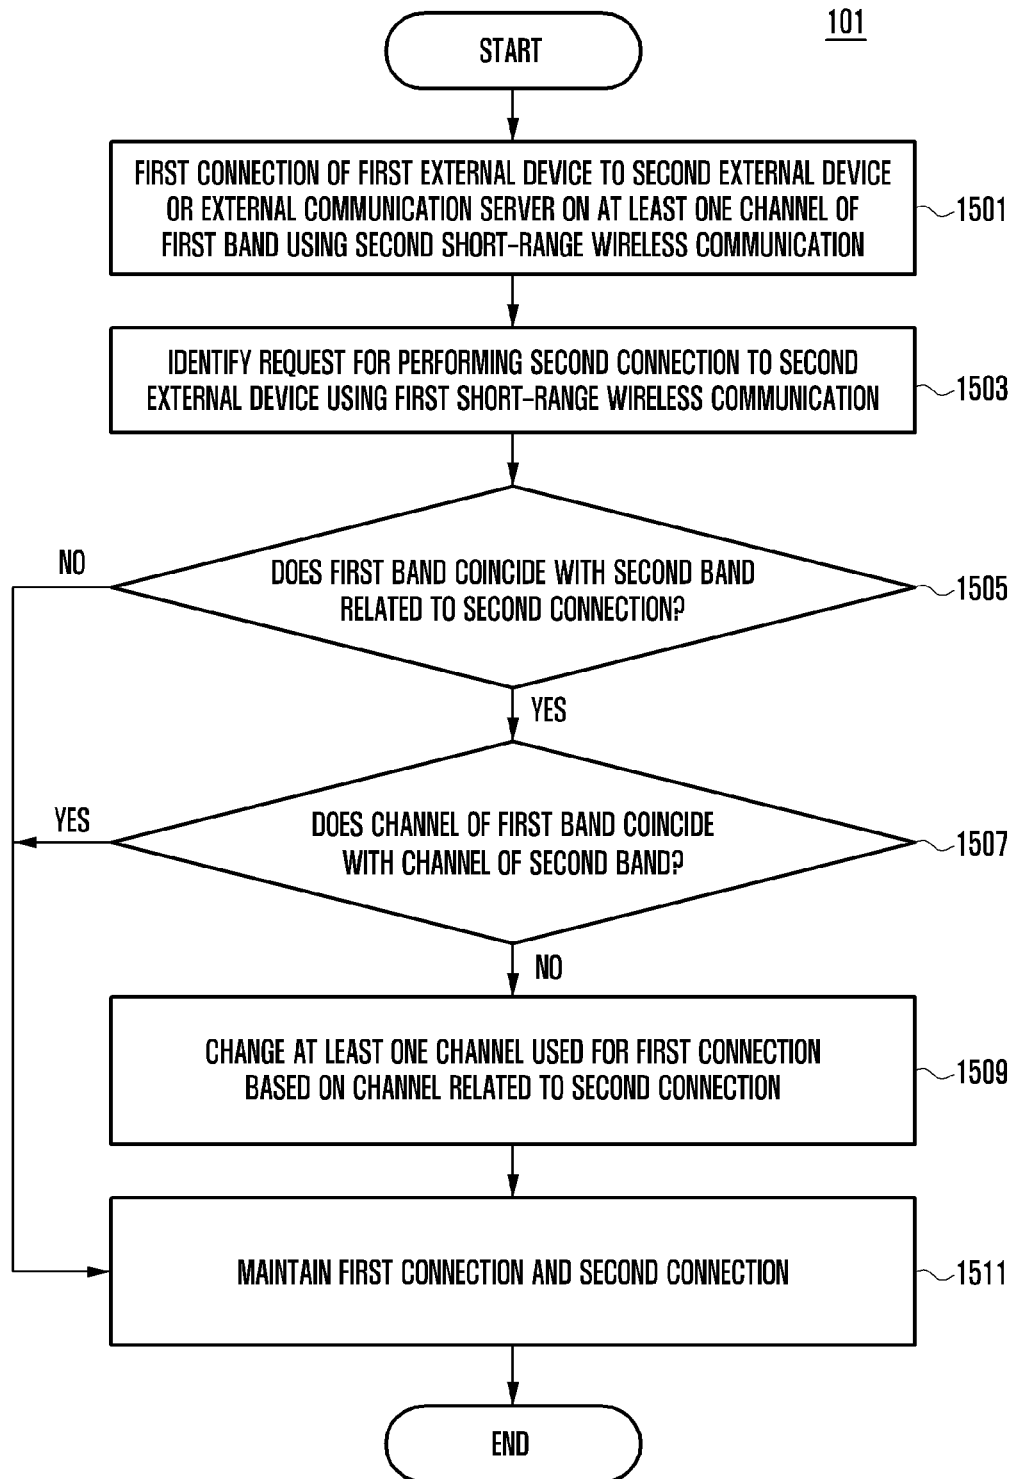 101
START
FIRST CONNECTION OF FIRST EXTERNAL DEVICE TO SECOND EXTERNAL DEVICE
OR EXTERNAL COMMUNICATION SERVER ON AT LEAST ONE CHANNEL OF
FIRST BAND USING SECOND SHORT-RANGE WIRELESS COMMUNICATION
1501
IDENTIFY REQUEST FOR PERFORMING SECOND CONNECTION TO SECOND
EXTERNAL DEVICE USING FIRST SHORT-RANGE WIRELESS COMMUNICATION
1503
NO
DOES FIRST BAND COINCIDE WITH SECOND BAND
RELATED TO SECOND CONNECTION?
1505
YES
YES
DOES CHANNEL OF FIRST BAND COINCIDE
WITH CHANNEL OF SECOND BAND?
1507
NO
CHANGE AT LEAST ONE CHANNEL USED FOR FIRST CONNECTION
BASED ON CHANNEL RELATED TO SECOND CONNECTION
1509
MAINTAIN FIRST CONNECTION AND SECOND CONNECTION
1511
END